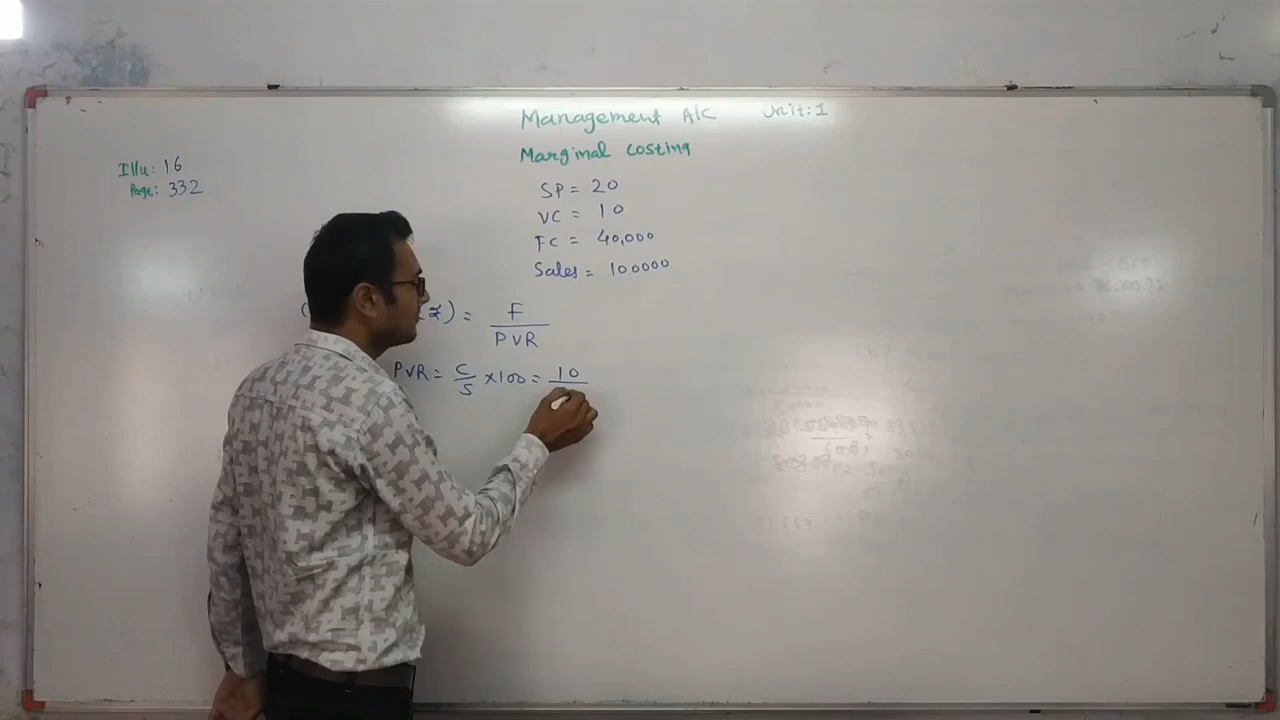 Management A/C Unit: 1
Marginal costing
Illu: 16
Page: 332
SP = 20
VC = 10
FC = 40,000
Sales = 100000
(₹) = F / PVR
PVR = C/S × 100 = 10